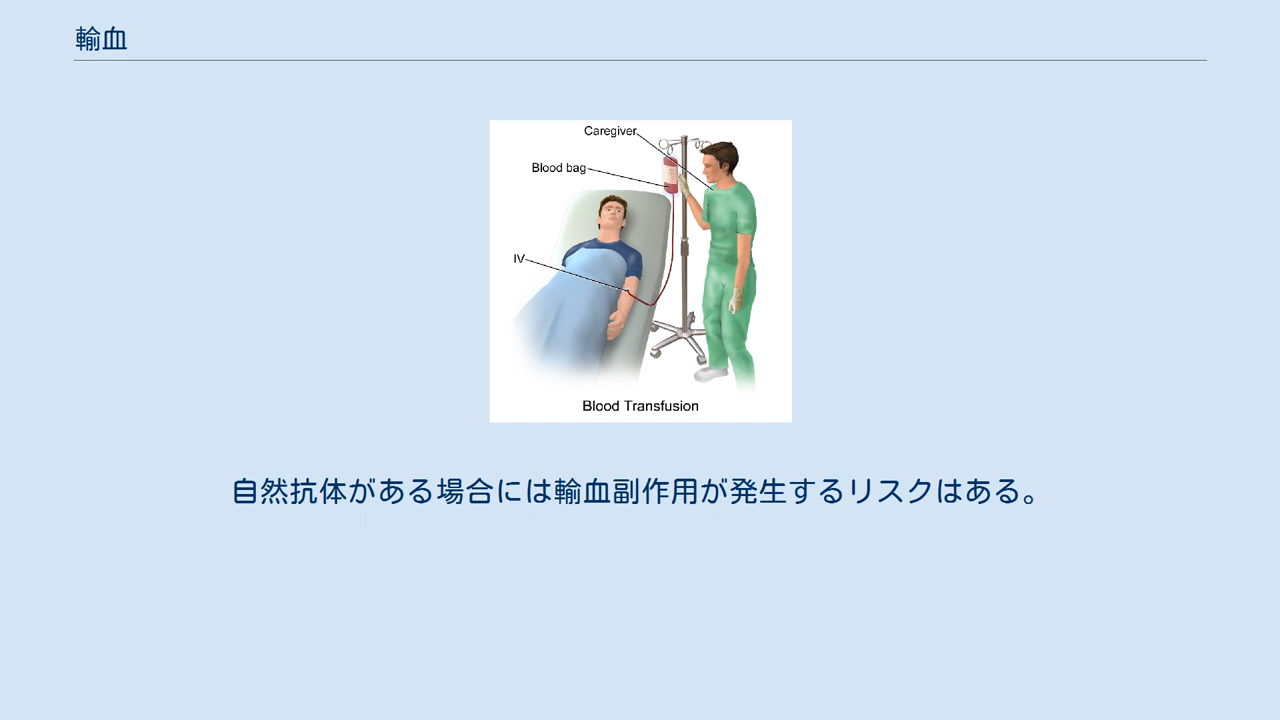 輸血
Caregiver
Blood bag
IV
Blood Transfusion
自然抗体がある場合には輸血副作用が発生するリスクはある。